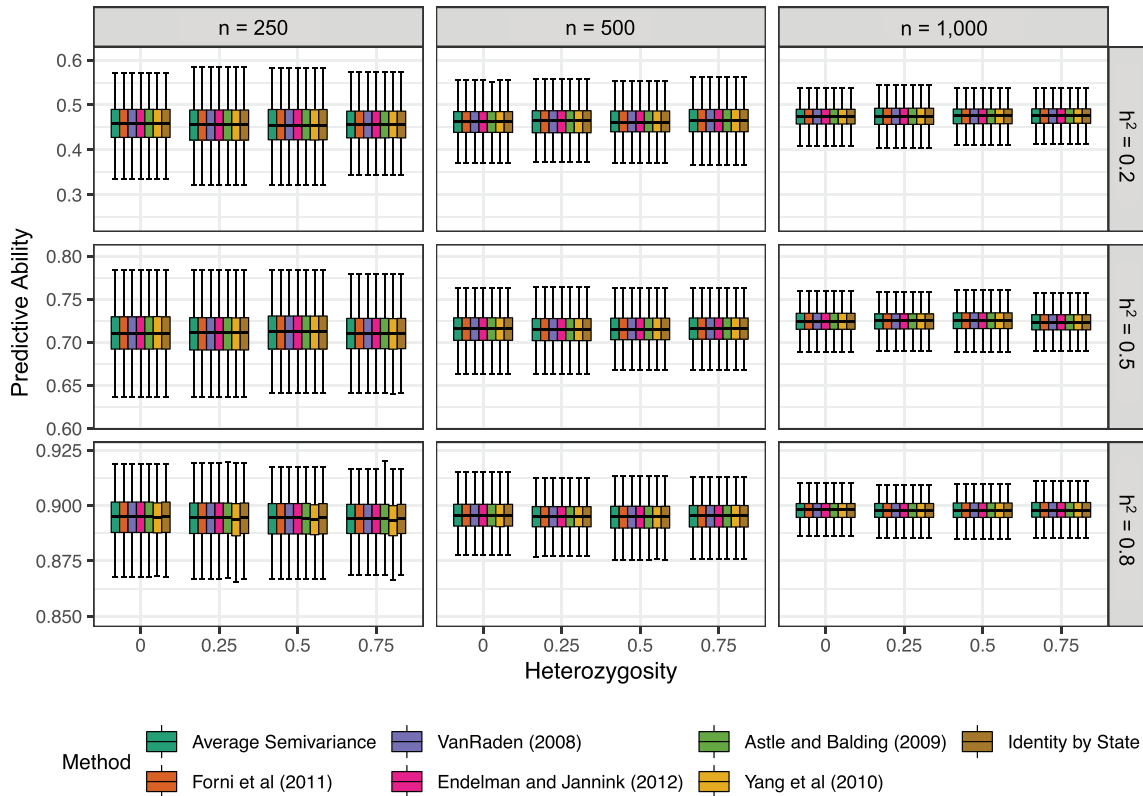 n = 250 n = 500 n = 1,000
0.6
0.5
0.4
0.3
h² = 0.2
0.80
0.75
0.70
0.65
0.60
h² = 0.5
0.925
0.900
0.875
0.850
h² = 0.8
Predictive Ability
0 0.25 0.5 0.75 0 0.25 0.5 0.75 0 0.25 0.5 0.75
Heterozygosity
Method
Average Semivariance VanRaden (2008) Astle and Balding (2009) Identity by State
Forni et al (2011) Endelman and Jannink (2012) Yang et al (2010)